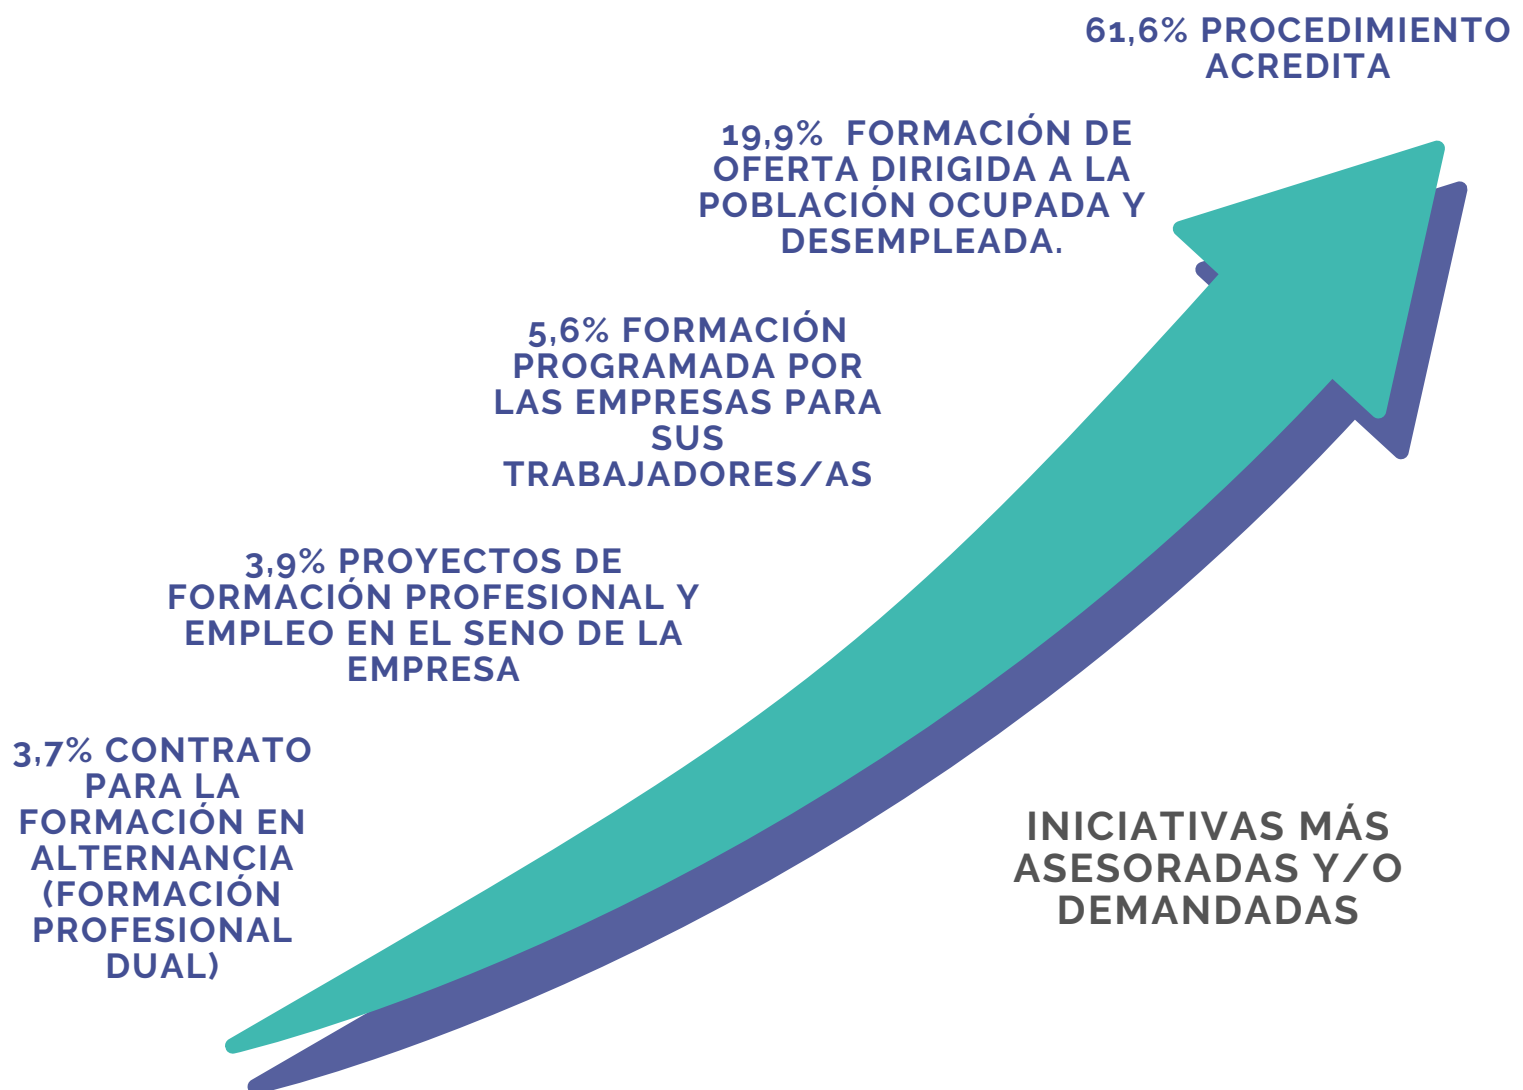 61,6% PROCEDIMIENTO
ACREDITA
19,9% FORMACIÓN DE
OFERTA DIRIGIDA A LA
POBLACIÓN OCUPADA Y
DESEMPLEADA.
5,6% FORMACIÓN
PROGRAMADA POR
LAS EMPRESAS PARA
SUS
TRABAJADORES/AS
3,9% PROYECTOS DE
FORMACIÓN PROFESIONAL Y
EMPLEO EN EL SENO DE LA
EMPRESA
3,7% CONTRATO
PARA LA
FORMACIÓN EN
ALTERNANCIA
(FORMACIÓN
PROFESIONAL
DUAL)
INICIATIVAS MÁS
ASESORADAS Y/O
DEMANDADAS